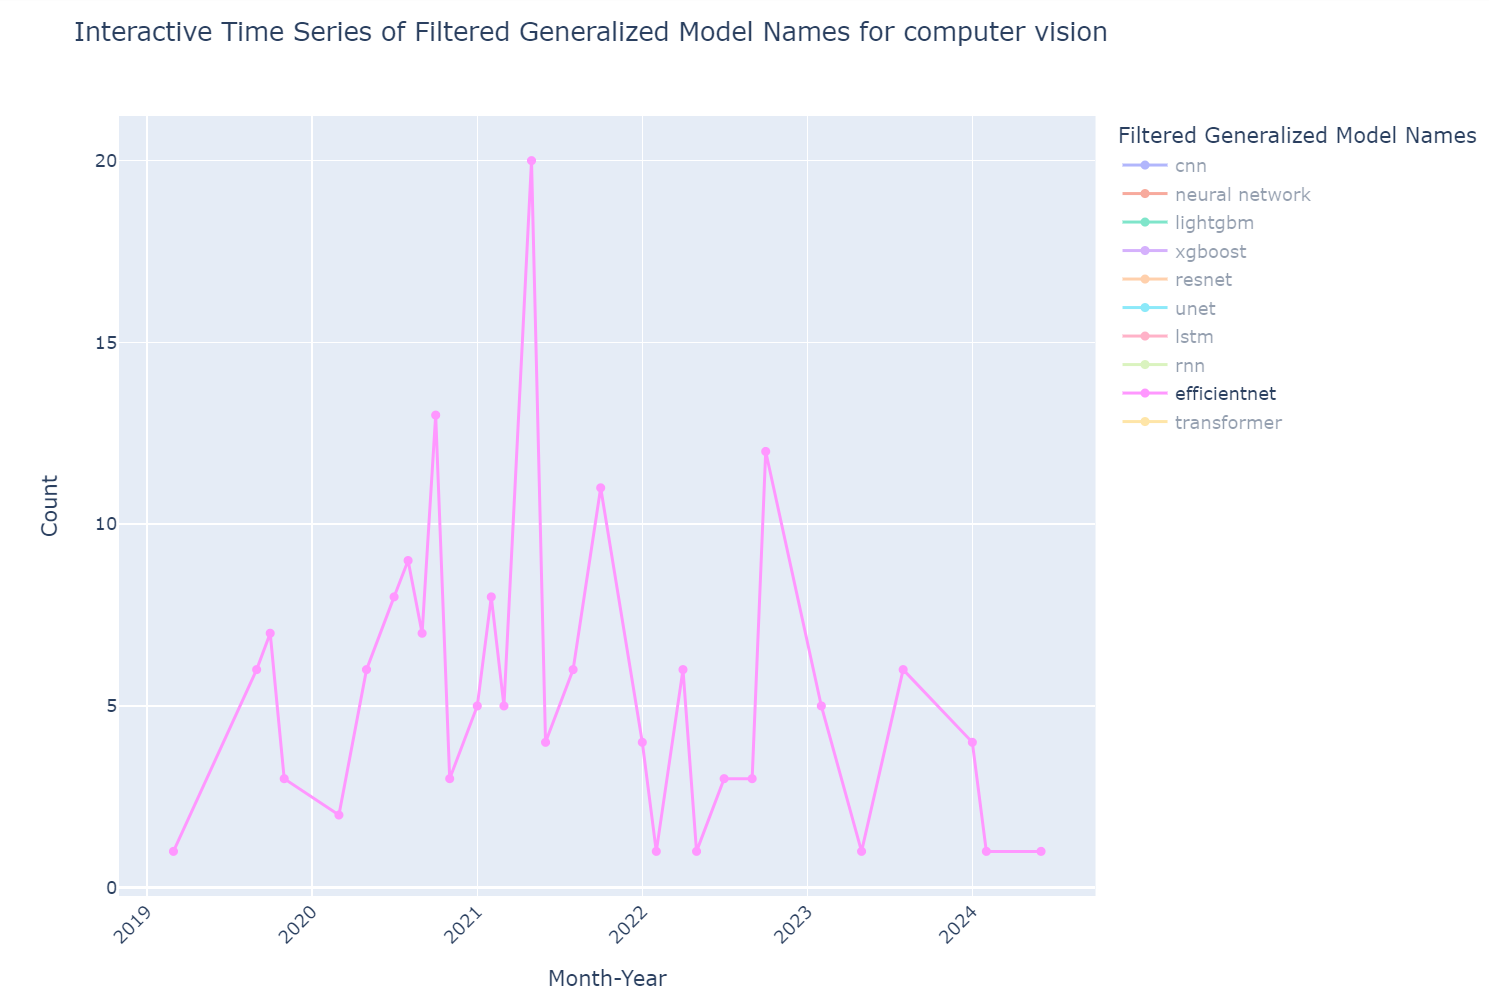 Interactive Time Series of Filtered Generalized Model Names for computer vision
Filtered Generalized Model Names
cnn
neural network
lightgbm
xgboost
resnet
unet
lstm
rnn
efficientnet
transformer
Count
20
15
10
5
0
2019
2020
2021
2022
2023
2024
Month-Year